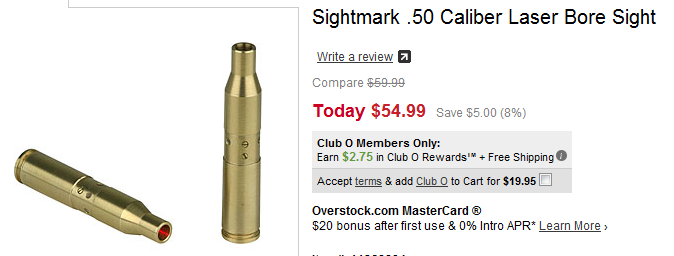 Sightmark .50 Caliber Laser Bore Sight
Write a review
Compare $59.99
Today $54.99 Save $5.00 (8%)
Club O Members Only:
Earn $2.75 in Club O Rewards℠ + Free Shipping
Accept terms & add Club O to Cart for $19.95
Overstock.com MasterCard ®
$20 bonus after first use & 0% Intro APR* Learn More ›